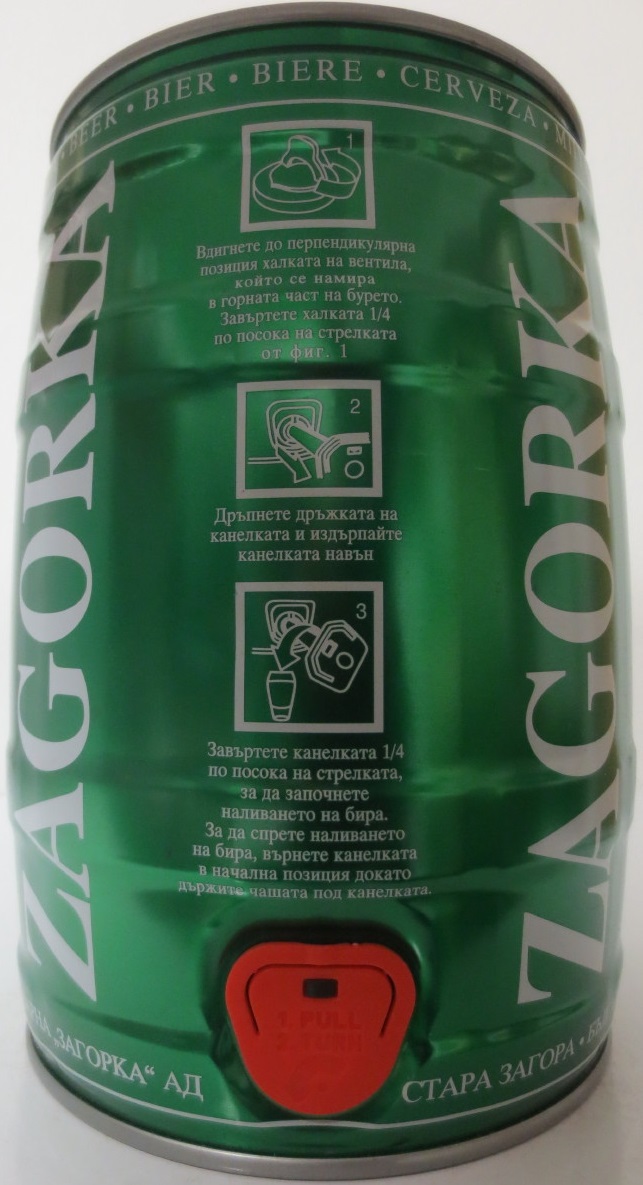 BEER • BIER • BIERE • CERVEZA •
ZAGORKA
ZAGORKA
1
Вдигнете до перпендикулярна
позиция халката на вентила,
който се намира
в горната част на бурето.
Завъртете халката 1/4
по посока на стрелката
от фиг. 1
2
Дръпнете дръжката на
канелката и издърпайте
канелката навън
3
Завъртете канелката 1/4
по посока на стрелката,
за да започнете
наливането на бира.
За да спрете наливането
на бира, върнете канелката
в начална позиция докато
държите чашата под канелката.
1. PULL
2. TURN
„ЗАГОРКА“ АД
СТАРА ЗАГОРА •